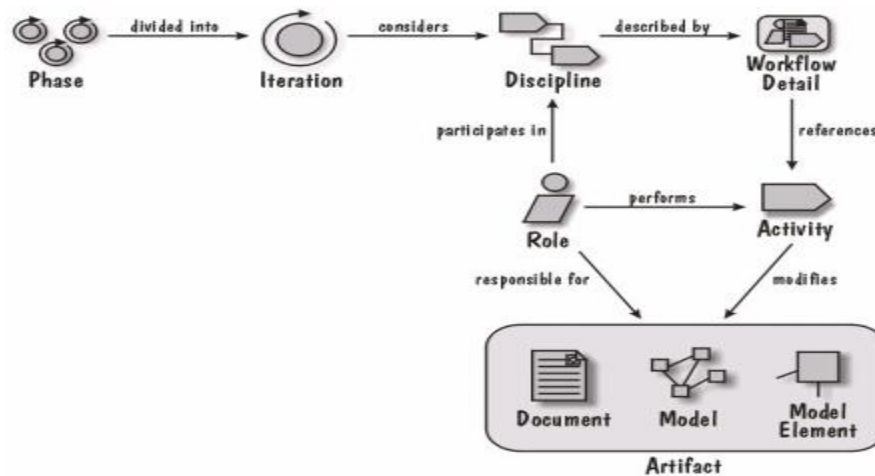 divided into
considers
described by
Phase
Iteration
Discipline
Workflow
Detail
participates in
references
performs
Role
Activity
responsible for
modifies
Document
Model
Model
Element
Artifact